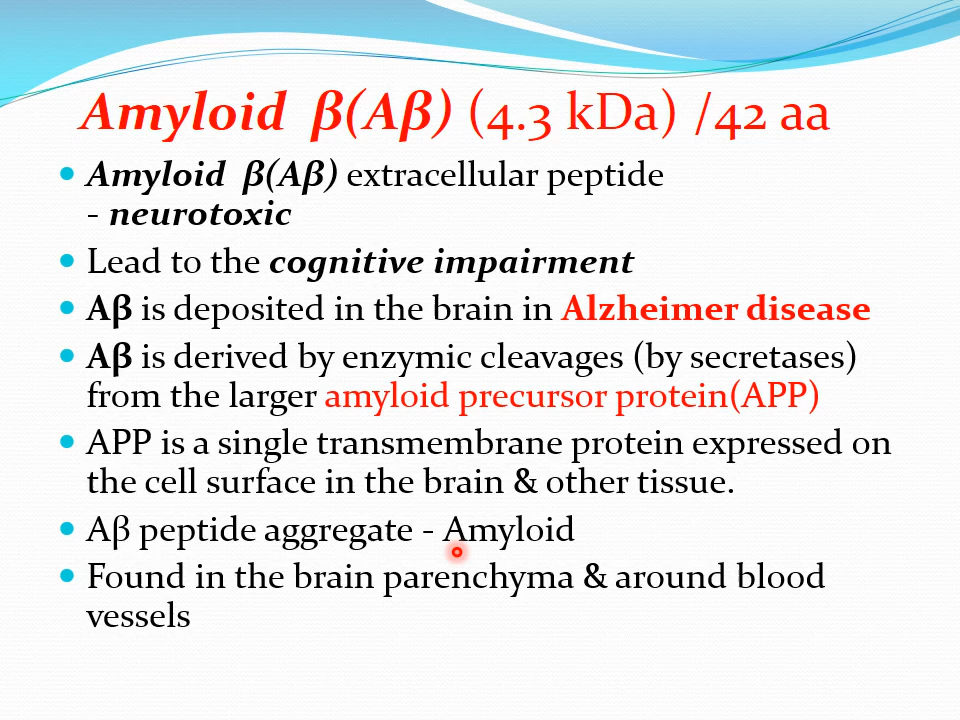 Amyloid β(Aβ) (4.3 kDa) /42 aa
Amyloid β(Aβ) extracellular peptide
- neurotoxic
Lead to the cognitive impairment
Aβ is deposited in the brain in Alzheimer disease
Aβ is derived by enzymic cleavages (by secretases)
from the larger amyloid precursor protein(APP)
APP is a single transmembrane protein expressed on
the cell surface in the brain & other tissue.
Aβ peptide aggregate - Amyloid
Found in the brain parenchyma & around blood
vessels